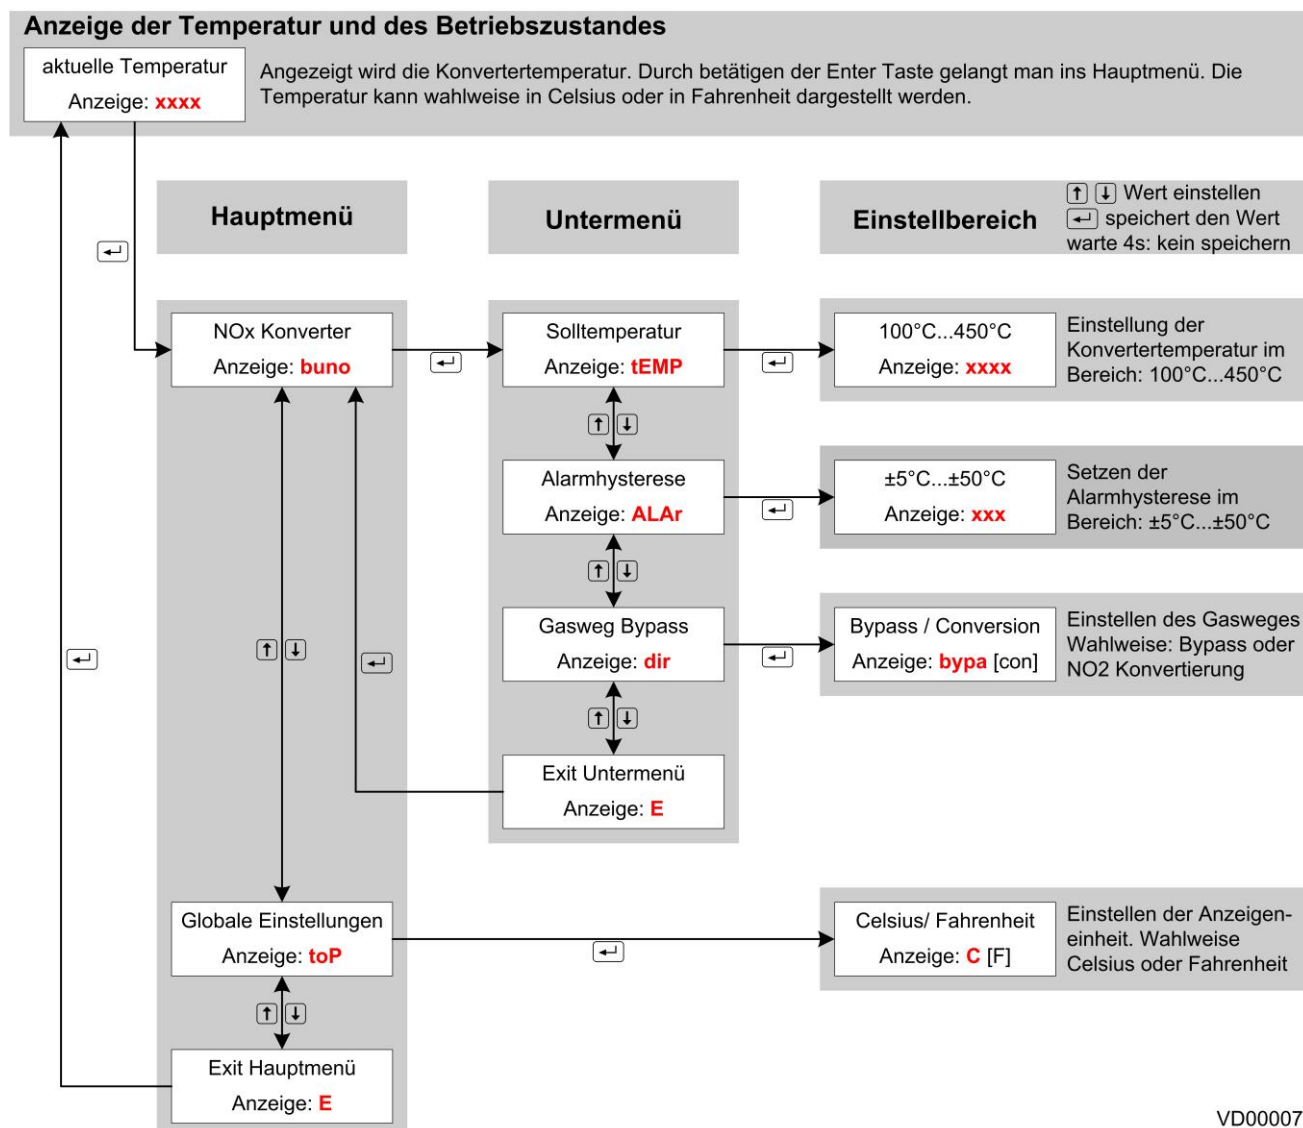 Anzeige der Temperatur und des Betriebszustandes
aktuelle Temperatur
Anzeige: xxxx
Angezeigt wird die Konvertertemperatur. Durch betätigen der Enter Taste gelangt man ins Hauptmenü. Die
Temperatur kann wahlweise in Celsius oder in Fahrenheit dargestellt werden.
Hauptmenü
Untermenü
Einstellbereich
↑ ↓ Wert einstellen
↵ speichert den Wert
warte 4s: kein speichern
↵
NOx Konverter
Anzeige: buno
↵
Solltemperatur
Anzeige: tEMP
↵
100°C...450°C
Anzeige: xxxx
Einstellung der
Konvertertemperatur im
Bereich: 100°C...450°C
↑ ↓
Alarmhysterese
Anzeige: ALAr
↵
±5°C...±50°C
Anzeige: xxx
Setzen der
Alarmhysterese im
Bereich: ±5°C...±50°C
↑ ↓
Gasweg Bypass
Anzeige: dir
↵
Bypass / Conversion
Anzeige: bypa [con]
Einstellen des Gasweges
Wahlweise: Bypass oder
NO2 Konvertierung
↵
↑ ↓
↵
↑ ↓
Exit Untermenü
Anzeige: E
Globale Einstellungen
Anzeige: toP
↵
Celsius/ Fahrenheit
Anzeige: C [F]
Einstellen der Anzeigen-
einheit. Wahlweise
Celsius oder Fahrenheit
↑ ↓
Exit Hauptmenü
Anzeige: E
VD00007